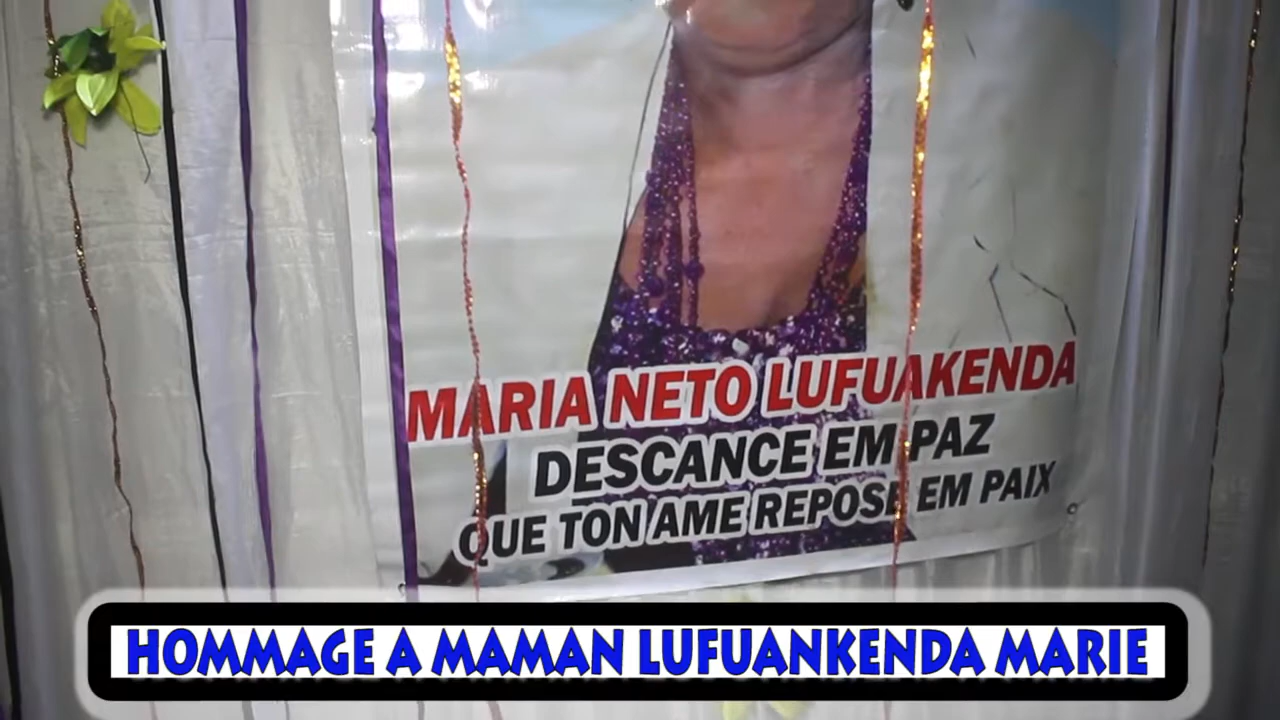 MARIA NETO LUFUAKENDA
DESCANCE EM PAZ
QUE TON AME REPOSE EM PAIX
HOMMAGE A MAMAN LUFUANKENDA MARIE